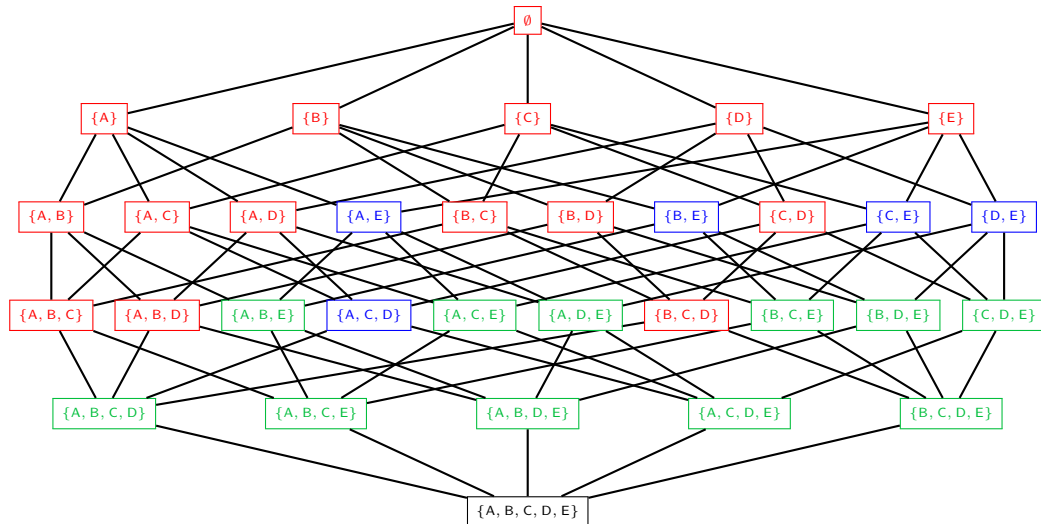 ∅
{A} {B} {C} {D} {E}
{A, B} {A, C} {A, D} {A, E} {B, C} {B, D} {B, E} {C, D} {C, E} {D, E}
{A, B, C} {A, B, D} {A, B, E} {A, C, D} {A, C, E} {A, D, E} {B, C, D} {B, C, E} {B, D, E} {C, D, E}
{A, B, C, D} {A, B, C, E} {A, B, D, E} {A, C, D, E} {B, C, D, E}
{A, B, C, D, E}